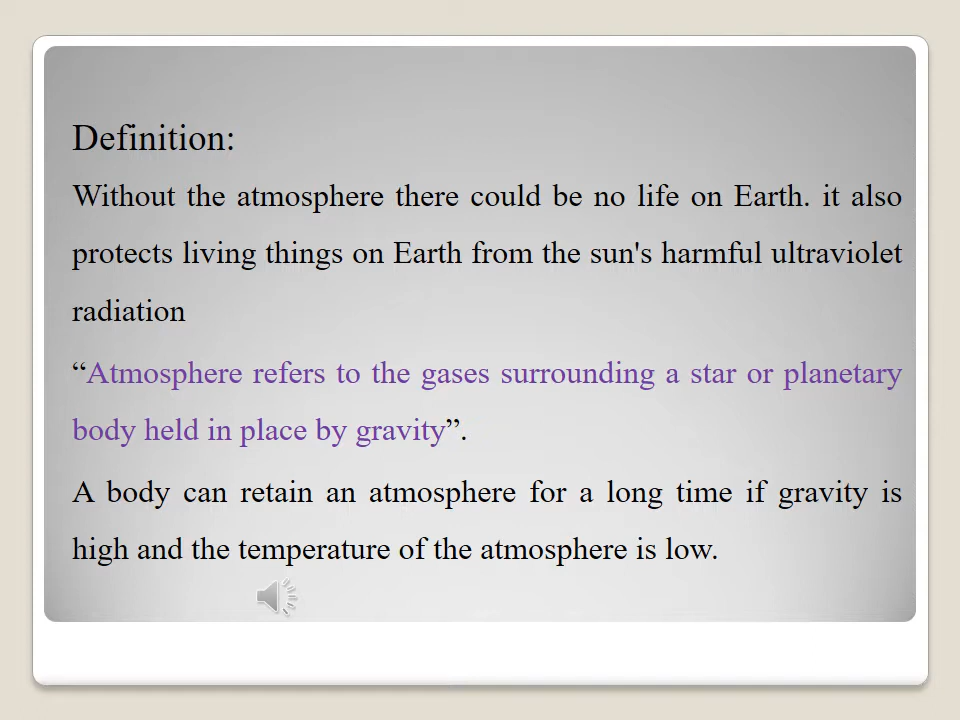 Definition:
Without the atmosphere there could be no life on Earth. it also
protects living things on Earth from the sun's harmful ultraviolet
radiation
“Atmosphere refers to the gases surrounding a star or planetary
body held in place by gravity”.
A body can retain an atmosphere for a long time if gravity is
high and the temperature of the atmosphere is low.